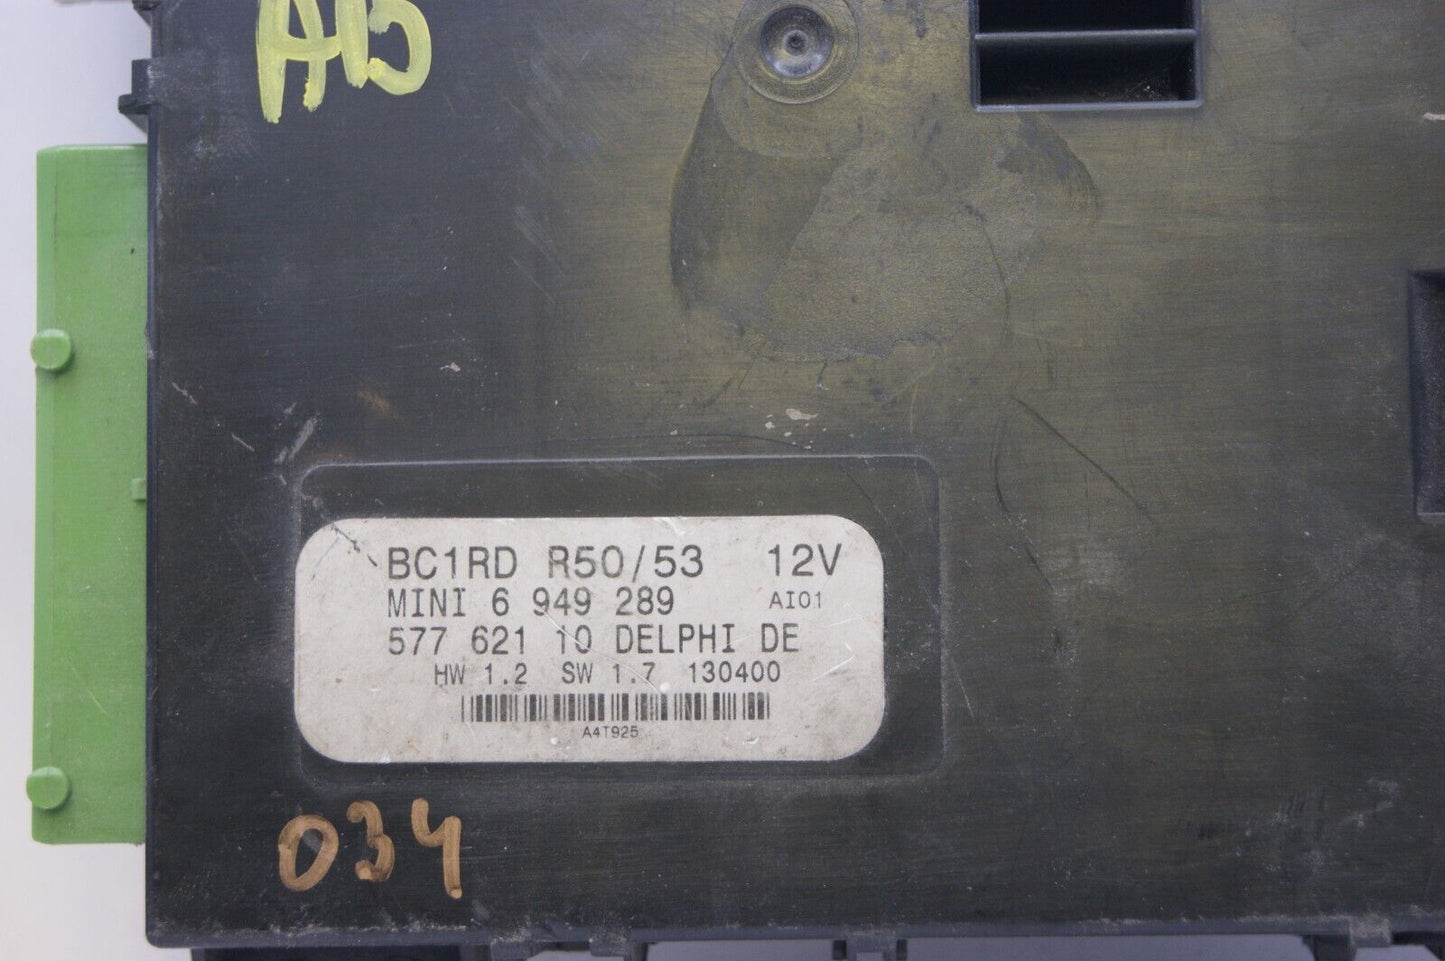 BC1RD R50/53 12V
MINI 6 949 289 AI01
577 621 10 DELPHI DE
HW 1.2 SW 1.7 130400
A4T925
034